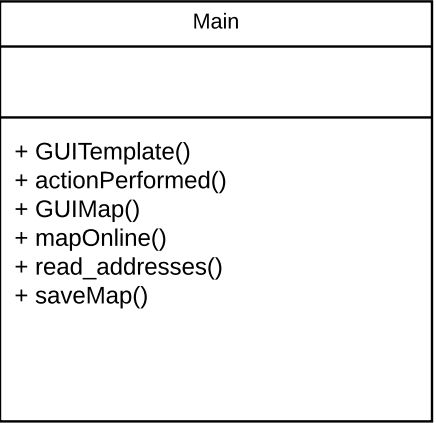 Main
+ GUITemplate()
+ actionPerformed()
+ GUIMap()
+ mapOnline()
+ read_addresses()
+ saveMap()